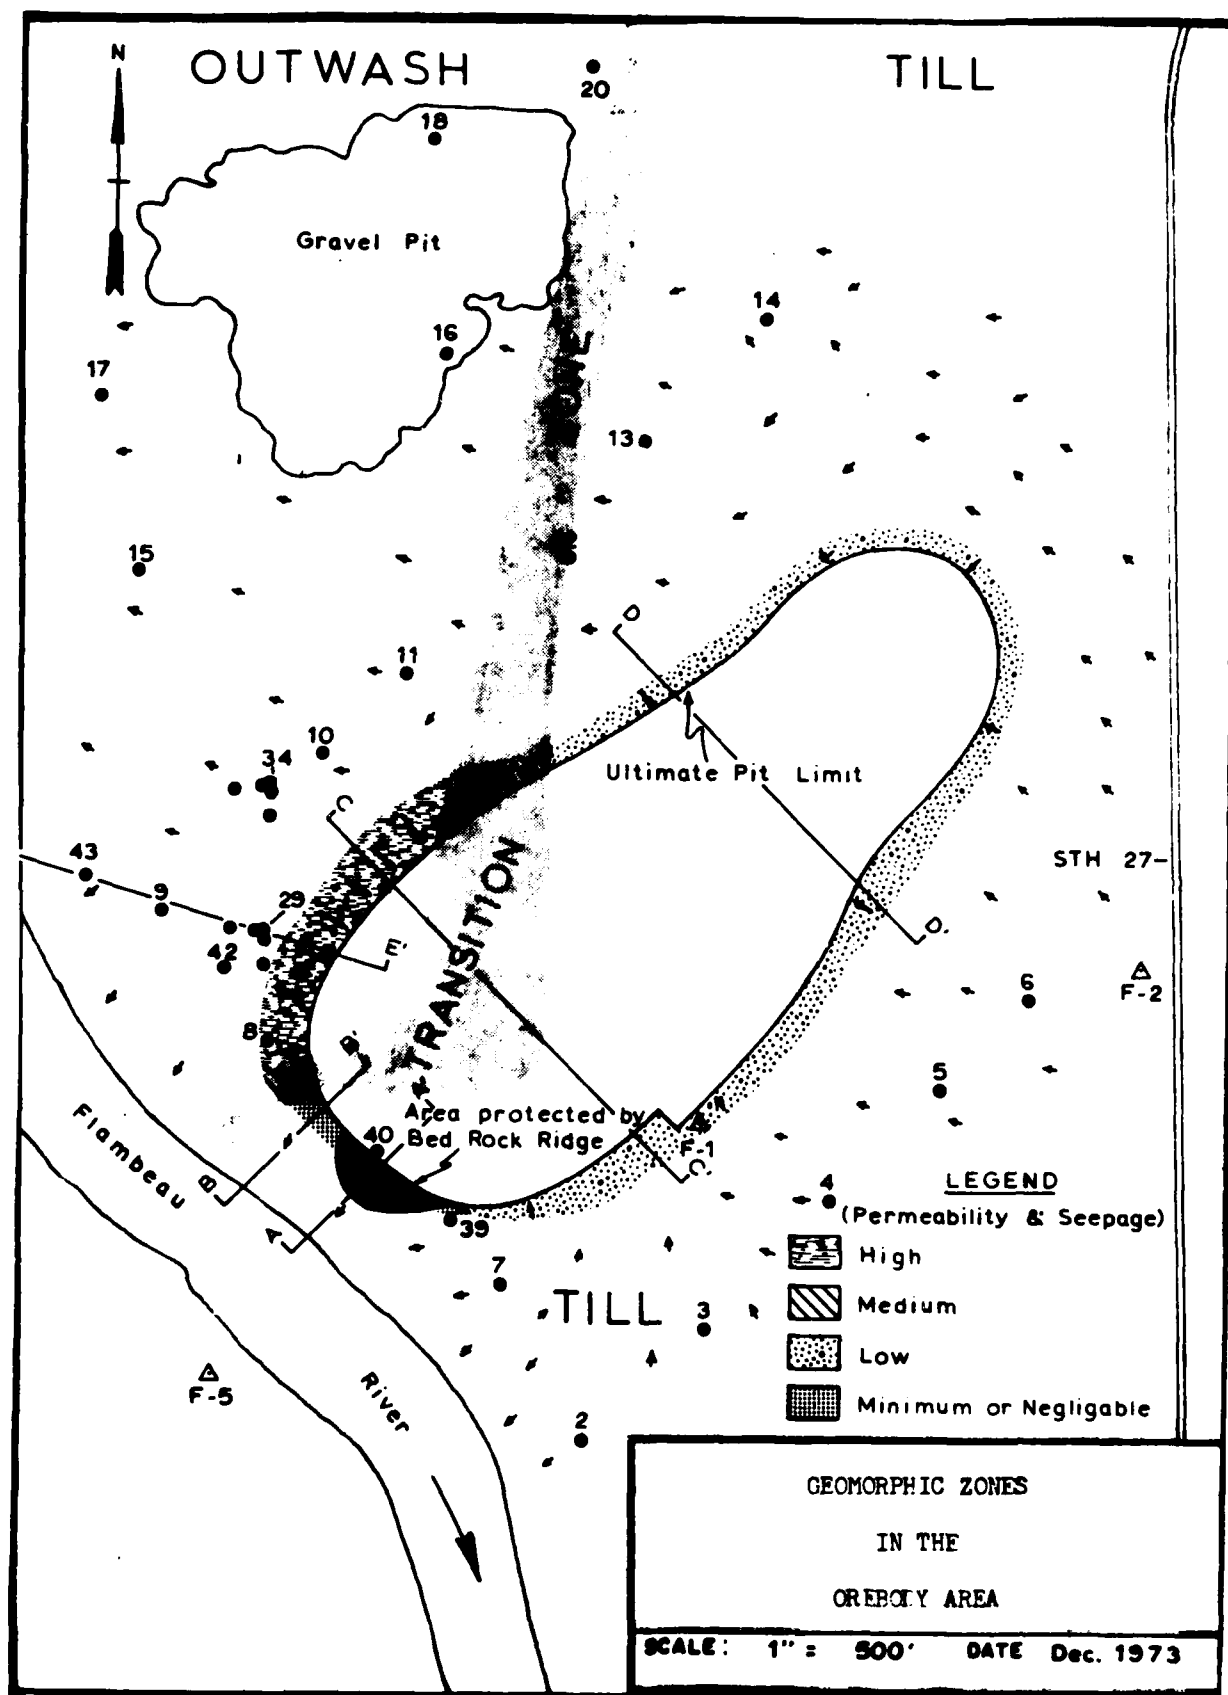 N
OUTWASH
TILL
20
18
Gravel Pit
14
16
17
ZONE
13
15
D
11
10
34
Ultimate Pit Limit
C
STH 27
43
9
29
TRANSITION
E'
D'
42
6
F-2
8
B'
5
Area protected by
Bed Rock Ridge
40
F-1
Flambeau
C'
B
LEGEND
4
(Permeability & Seepage)
A
39
High
7
TILL
3
Medium
Low
F-5
River
Minimum or Negligable
2
GEOMORPHIC ZONES
IN THE
OREBODY AREA
SCALE: 1" = 500' DATE Dec. 1973